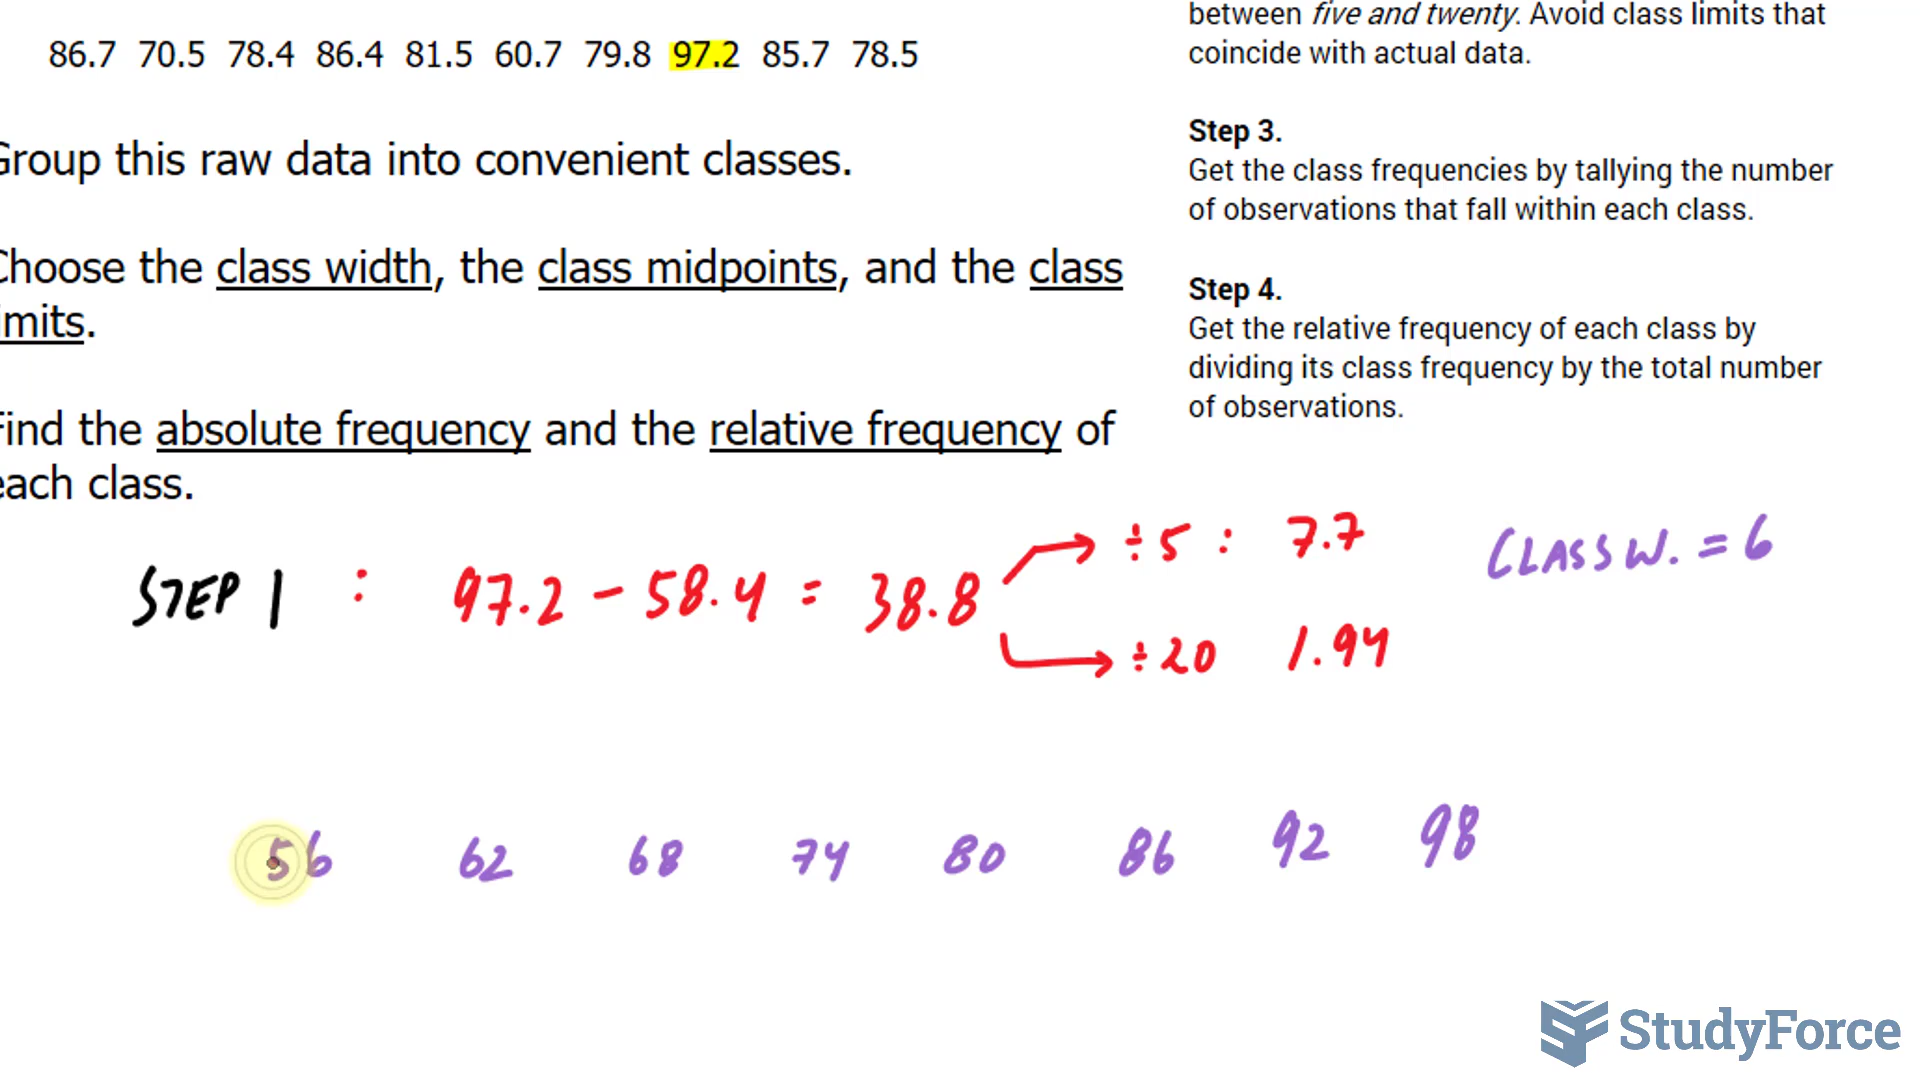 86.7 70.5 78.4 86.4 81.5 60.7 79.8 97.2 85.7 78.5
Group this raw data into convenient classes.
Choose the class width, the class midpoints, and the class
limits.
Find the absolute frequency and the relative frequency of
each class.
between five and twenty. Avoid class limits that
coincide with actual data.
Step 3.
Get the class frequencies by tallying the number
of observations that fall within each class.
Step 4.
Get the relative frequency of each class by
dividing its class frequency by the total number
of observations.
STEP 1 : 97.2 - 58.4 = 38.8
÷5 : 7.7
÷20 1.94
CLASS W. = 6
56 62 68 74 80 86 92 98
StudyForce